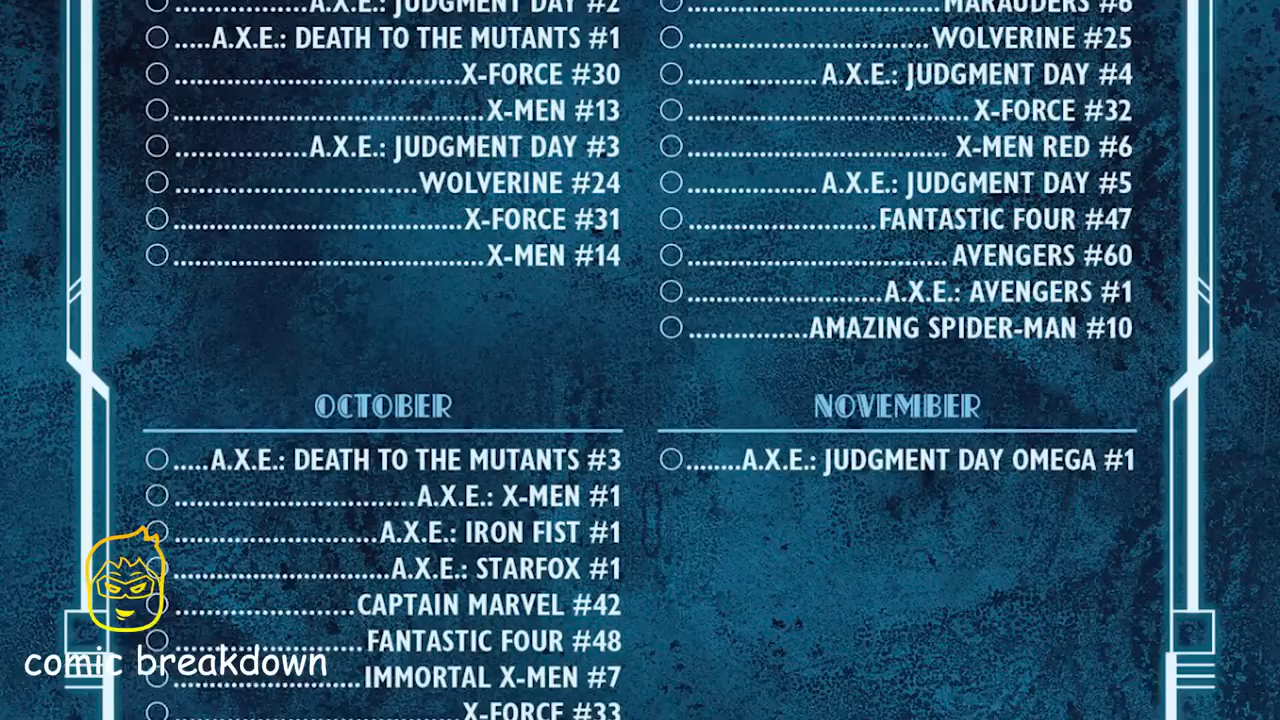 A.X.E.: JUDGMENT DAY #2
.....A.X.E.: DEATH TO THE MUTANTS #1
X-FORCE #30
X-MEN #13
A.X.E.: JUDGMENT DAY #3
WOLVERINE #24
X-FORCE #31
X-MEN #14
MARAUDERS #6
WOLVERINE #25
A.X.E.: JUDGMENT DAY #4
X-FORCE #32
X-MEN RED #6
A.X.E.: JUDGMENT DAY #5
FANTASTIC FOUR #47
AVENGERS #60
A.X.E.: AVENGERS #1
AMAZING SPIDER-MAN #10
OCTOBER
.....A.X.E.: DEATH TO THE MUTANTS #3
A.X.E.: X-MEN #1
A.X.E.: IRON FIST #1
A.X.E.: STARFOX #1
CAPTAIN MARVEL #42
FANTASTIC FOUR #48
IMMORTAL X-MEN #7
X-FORCE #33
NOVEMBER
A.X.E.: JUDGMENT DAY OMEGA #1
comic breakdown